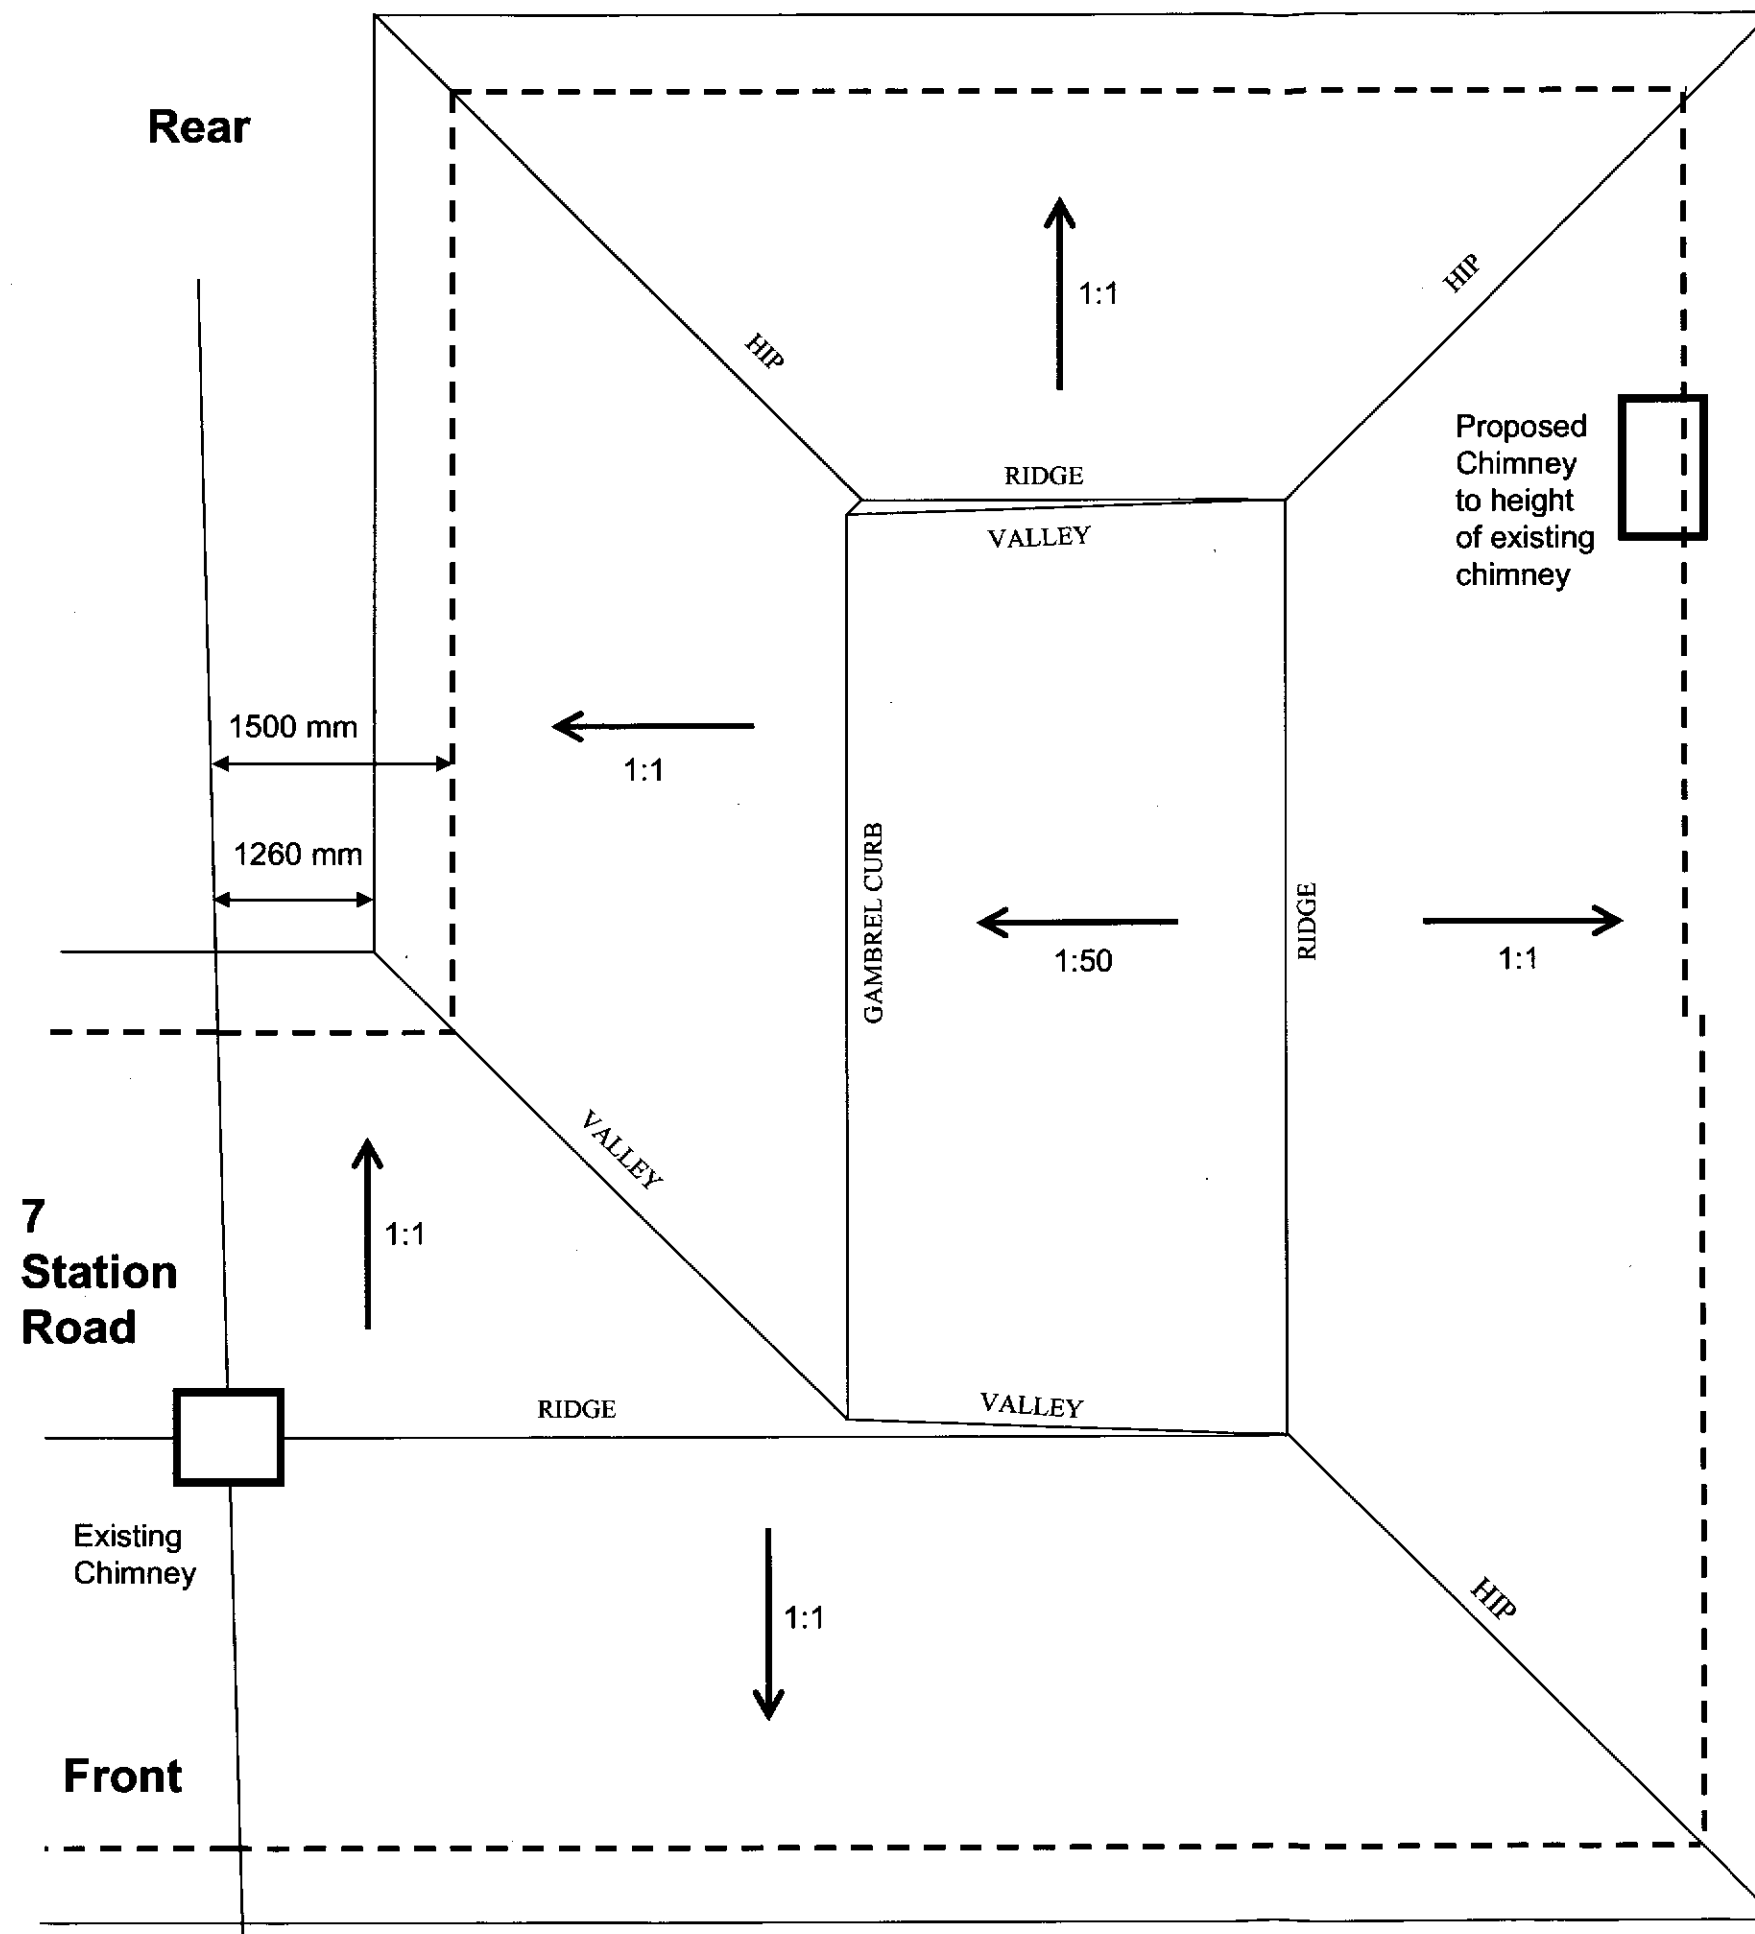 Rear
1:1
HIP
HIP
Proposed
Chimney
to height
of existing
chimney
RIDGE
VALLEY
1500 mm
1:1
1260 mm
GAMBREL CURB
1:50
RIDGE
1:1
VALLEY
7
Station
Road
1:1
RIDGE
VALLEY
Existing
Chimney
HIP
1:1
Front